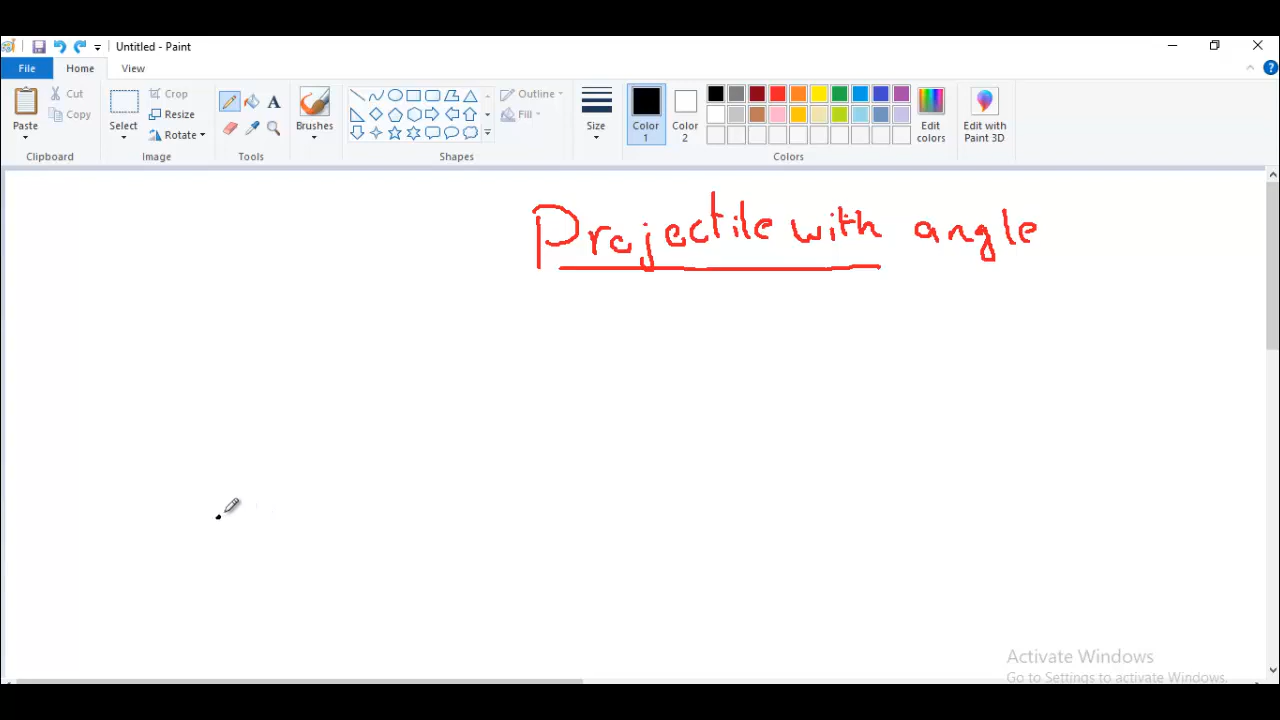 Untitled - Paint
File Home View
Paste
Cut
Copy
Clipboard
Select
Crop
Resize
Rotate
Image
Tools
Brushes
Shapes
Outline
Fill
Size
Color 1
Color 2
Colors
Edit colors
Edit with Paint 3D
Projectile with angle
Activate Windows
Go to Settings to activate Windows.